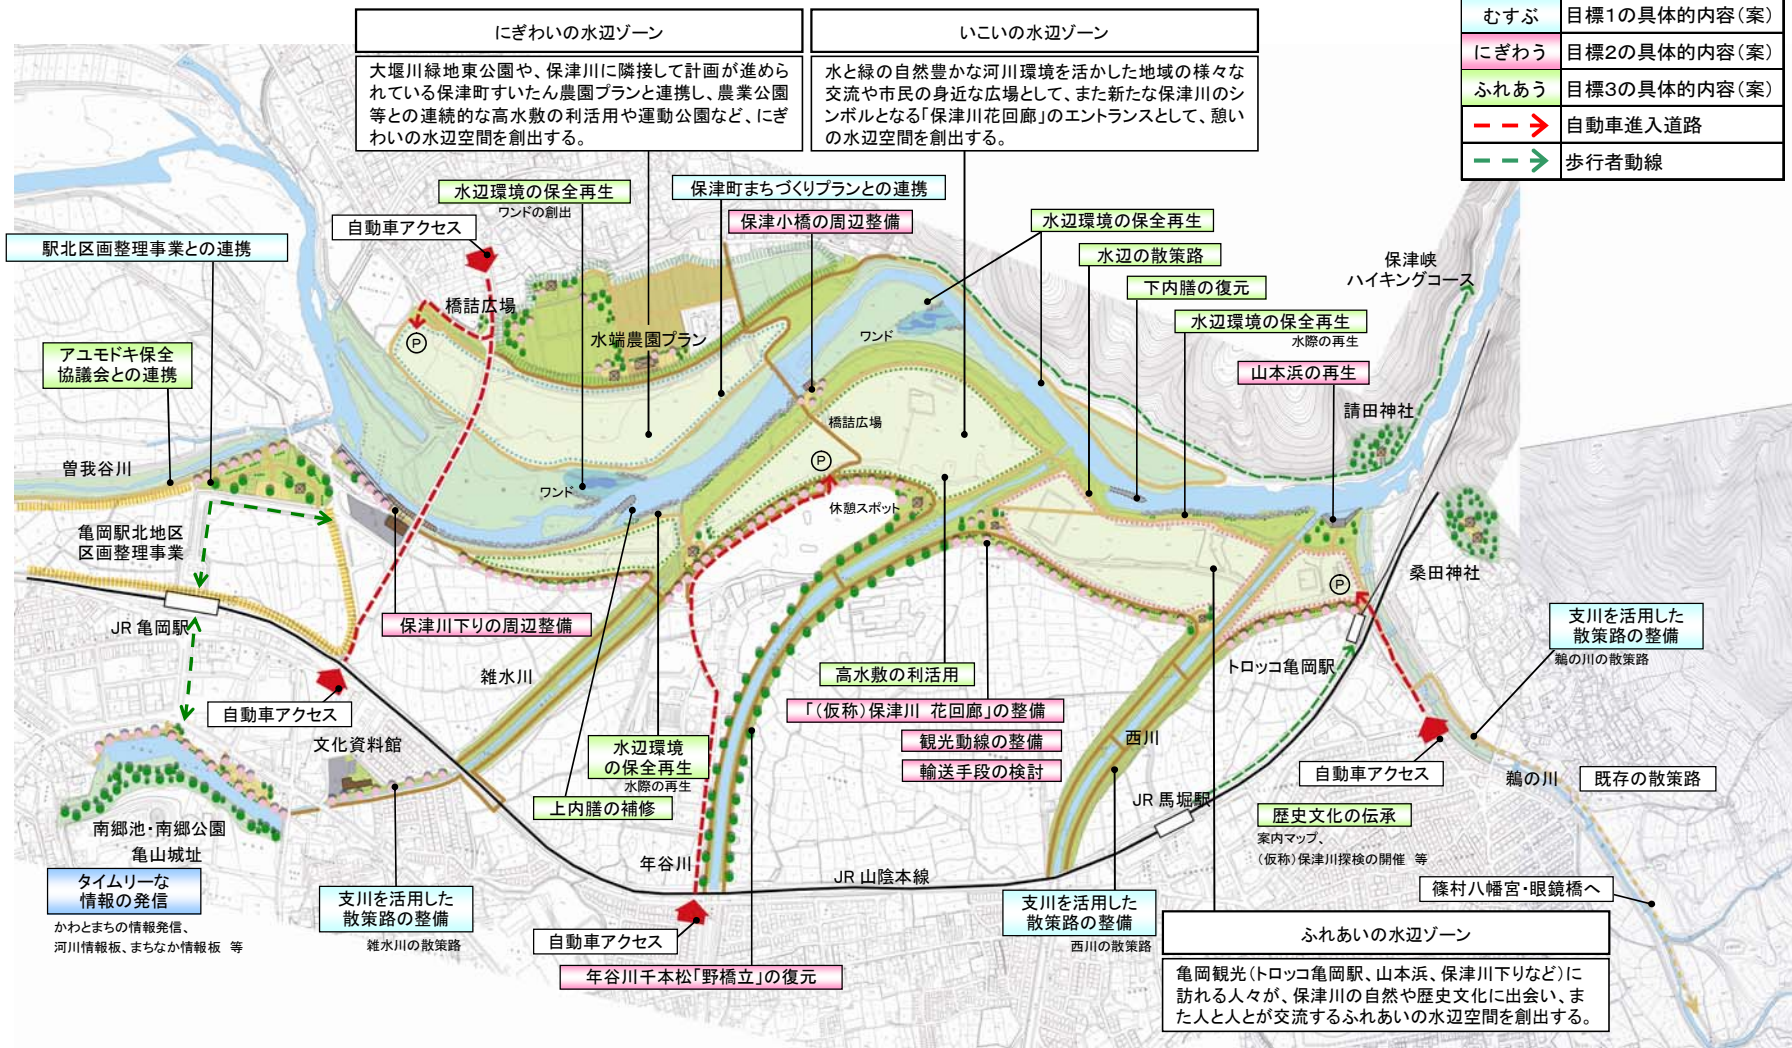 むすぶ 目標1の具体的内容(案)
にぎわう 目標2の具体的内容(案)
ふれあう 目標3の具体的内容(案)
自動車進入道路
歩行者動線
にぎわいの水辺ゾーン
大堰川緑地東公園や、保津川に隣接して計画が進めら
れている保津町すいたん農園プランと連携し、農業公園
等との連続的な高水敷の利活用や運動公園など、にぎ
わいの水辺空間を創出する。
いこいの水辺ゾーン
水と緑の自然豊かな河川環境を活かした地域の様々な
交流や市民の身近な広場として、また新たな保津川のシ
ンボルとなる「保津川花回廊」のエントランスとして、憩い
の水辺空間を創出する。
水辺環境の保全再生
ワンドの創出
保津町まちづくりプランとの連携
保津小橋の周辺整備
自動車アクセス
駅北区画整理事業との連携
水辺環境の保全再生
水辺の散策路
下内膳の復元
水辺環境の保全再生
水際の再生
山本浜の再生
保津峡
ハイキングコース
橋詰広場
P
水端農園プラン
ワンド
アユモドキ保全
協議会との連携
請田神社
橋詰広場
曽我谷川
P
ワンド
休憩スポット
亀岡駅北地区
区画整理事業
桑田神社
P
JR 亀岡駅
保津川下りの周辺整備
支川を活用した
散策路の整備
鵜の川の散策路
雑水川
高水敷の利活用
トロッコ亀岡駅
自動車アクセス
「(仮称)保津川 花回廊」の整備
観光動線の整備
輸送手段の検討
西川
文化資料館
水辺環境
の保全再生
水際の再生
上内膳の補修
自動車アクセス
鵜の川
既存の散策路
JR 馬堀駅
歴史文化の伝承
案内マップ、
(仮称)保津川探検の開催 等
南郷池・南郷公園
亀山城址
年谷川
JR 山陰本線
タイムリーな
情報の発信
かわとまちの情報発信、
河川情報板、まちなか情報板 等
支川を活用した
散策路の整備
雑水川の散策路
自動車アクセス
年谷川千本松「野橋立」の復元
支川を活用した
散策路の整備
西川の散策路
篠村八幡宮・眼鏡橋へ
ふれあいの水辺ゾーン
亀岡観光(トロッコ亀岡駅、山本浜、保津川下りなど)に
訪れる人々が、保津川の自然や歴史文化に出会い、ま
た人と人とが交流するふれあいの水辺空間を創出する。